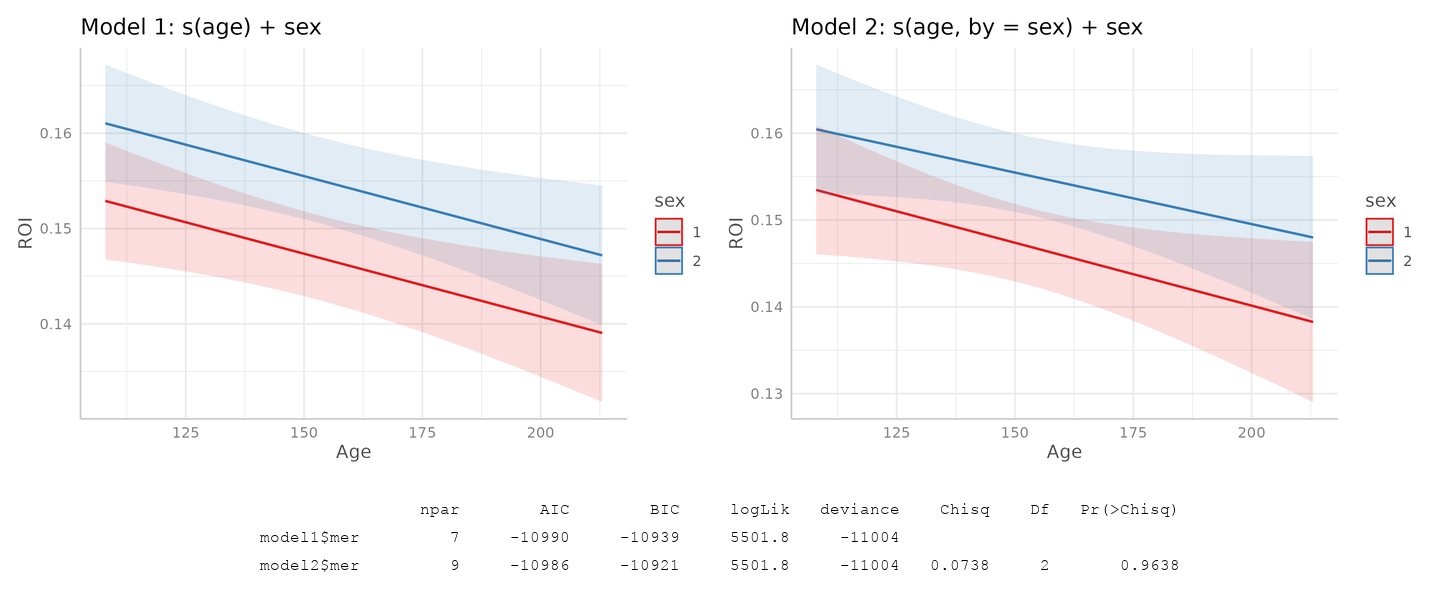 Model 1: s(age) + sex
0.16
0.15
0.14
ROI
125 150 175 200
Age
sex
1
2
Model 2: s(age, by = sex) + sex
0.16
0.15
0.14
0.13
ROI
125 150 175 200
Age
sex
1
2
npar AIC BIC logLik deviance Chisq Df Pr(>Chisq)
model1$mer 7 -10990 -10939 5501.8 -11004
model2$mer 9 -10986 -10921 5501.8 -11004 0.0738 2 0.9638